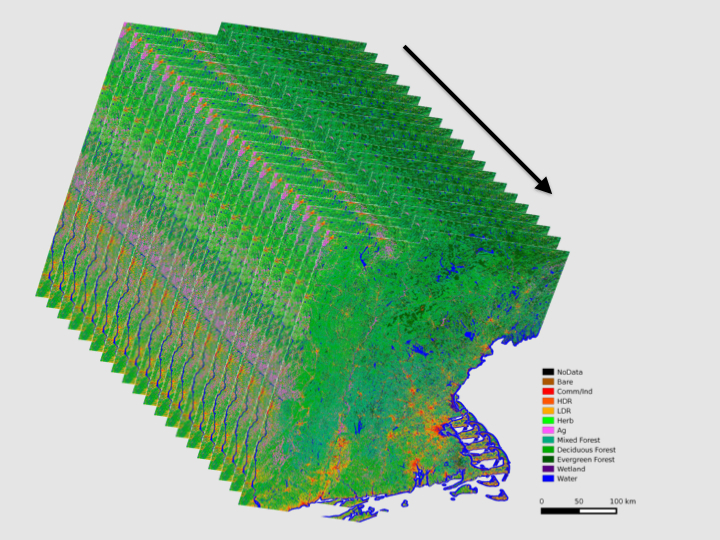 NoData
Bare
Comm/Ind
HDR
LDR
Herb
Ag
Mixed Forest
Deciduous Forest
Evergreen Forest
Wetland
Water
0 50 100 km